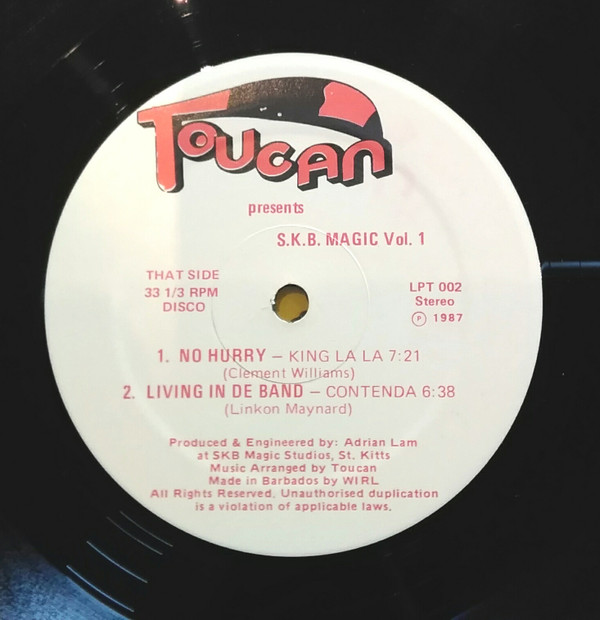 Toucan
presents
S.K.B. MAGIC Vol. 1
THAT SIDE
33 1/3 RPM
DISCO
LPT 002
Stereo
Ⓟ 1987
1. NO HURRY – KING LA LA 7:21
(Clement Williams)
2. LIVING IN DE BAND – CONTENDA 6:38
(Linkon Maynard)
Produced & Engineered by: Adrian Lam
at SKB Magic Studios, St. Kitts
Music Arranged by Toucan
Made in Barbados by WIRL
All Rights Reserved. Unauthorised duplication
is a violation of applicable laws.